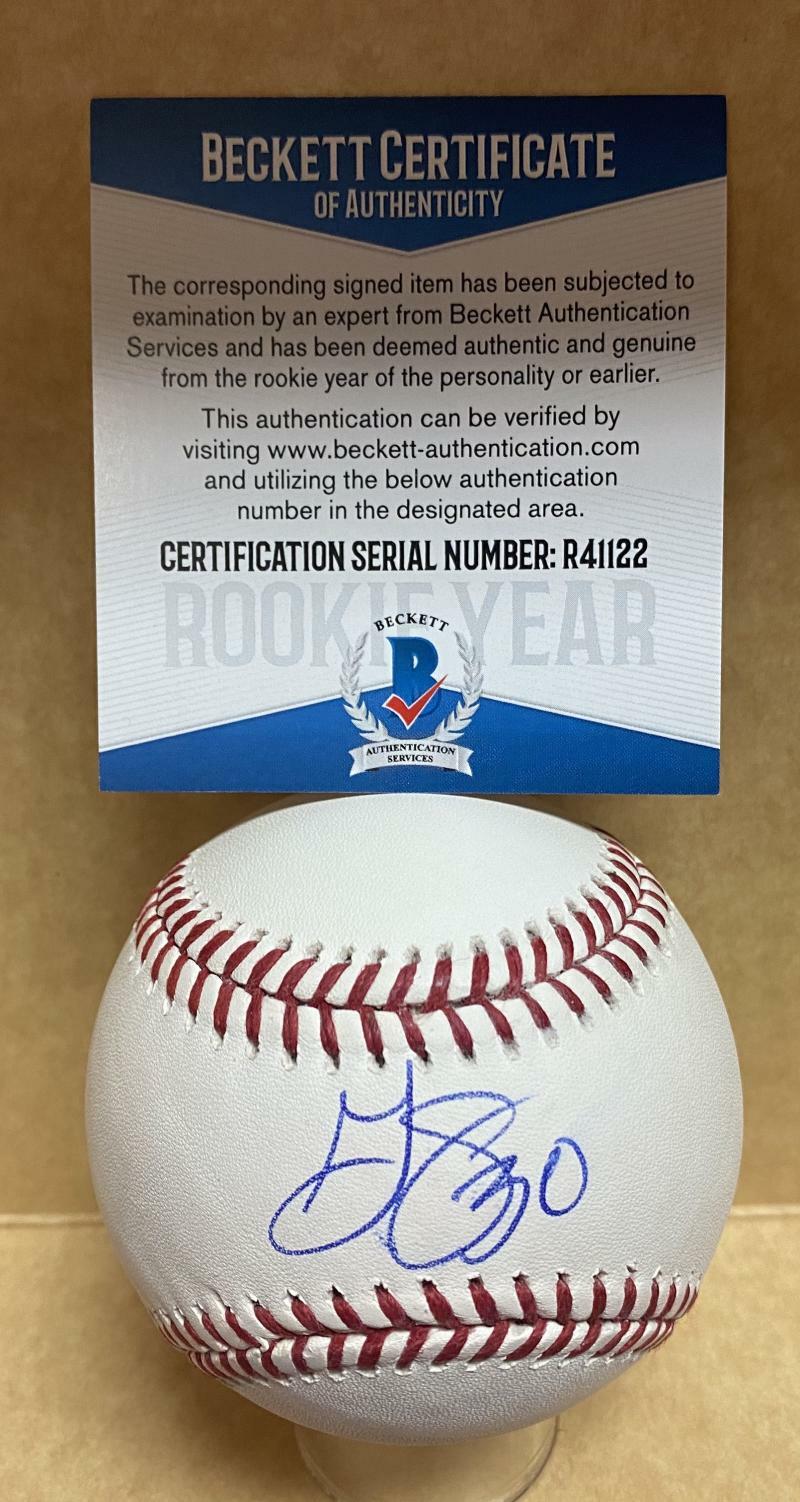 BECKETT CERTIFICATE
OF AUTHENTICITY
The corresponding signed item has been subjected to
examination by an expert from Beckett Authentication
Services and has been deemed authentic and genuine
from the rookie year of the personality or earlier.
This authentication can be verified by
visiting www.beckett-authentication.com
and utilizing the below authentication
number in the designated area.
CERTIFICATION SERIAL NUMBER: R41122
ROOKIE YEAR
BECKETT
B
AUTHENTICATION
SERVICES